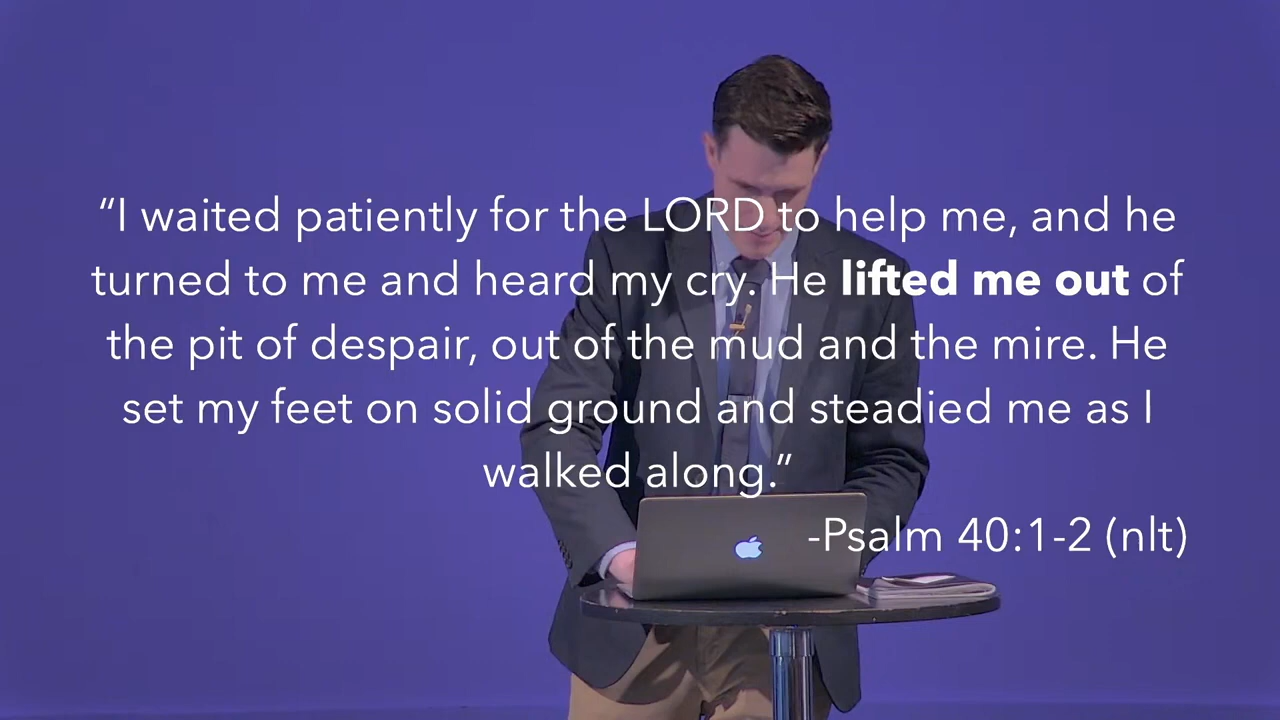 “I waited patiently for the LORD to help me, and he
turned to me and heard my cry. He lifted me out of
the pit of despair, out of the mud and the mire. He
set my feet on solid ground and steadied me as I
walked along.”
-Psalm 40:1-2 (nlt)